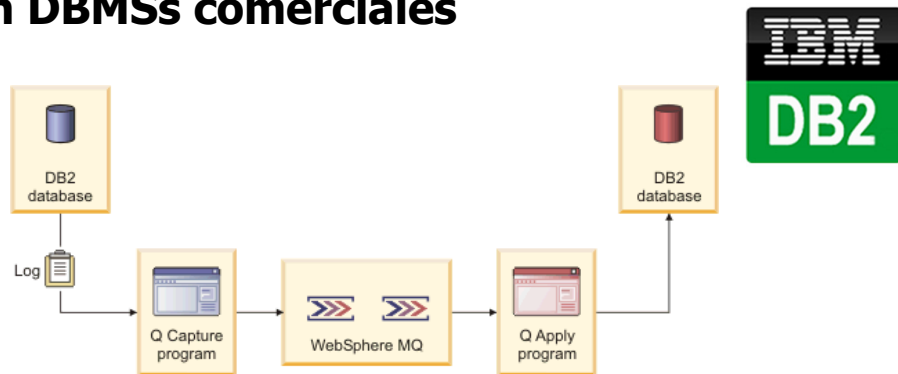 n DBMSs comerciales
IBM
DB2
DB2
database
DB2
database
Log
Q Capture
program
WebSphere MQ
Q Apply
program